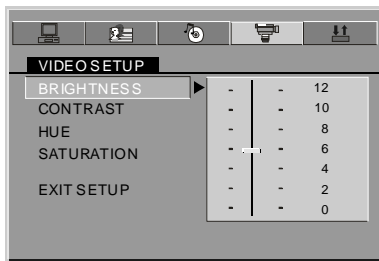 VIDEO SETUP
BRIGHTNESS
CONTRAST
HUE
SATURATION
EXIT SETUP
- - 12
- - 10
- - 8
- - 6
- - 4
- - 2
- - 0